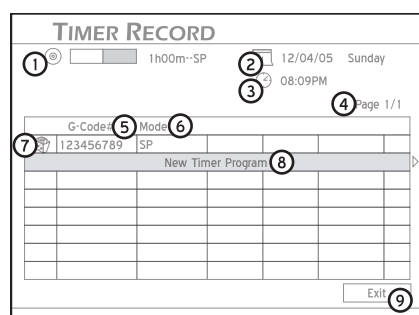 TIMER RECORD
1 1h00m--SP 2 12/04/05 Sunday
3 08:09PM
4 Page 1/1
G-Code# 5 Mode 6
7 123456789 SP
New Timer Program 8
Exit 9